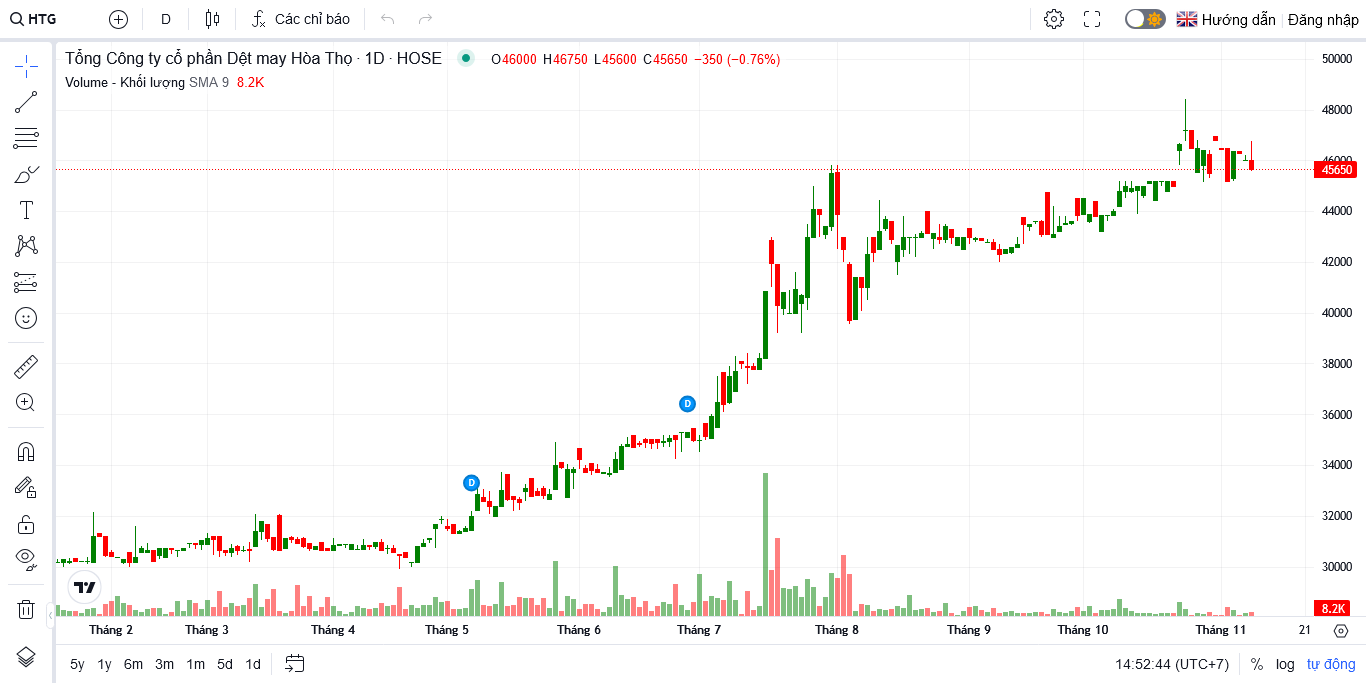 HTG D Các chỉ báo Hướng dẫn Đăng nhập
Tổng Công ty cổ phần Dệt may Hòa Thọ · 1D · HOSE O46000 H46750 L45600 C45650 −350 (−0.76%)
Volume - Khối lượng SMA 9 8.2K
50000
48000
46000
45650
44000
42000
40000
38000
36000
34000
32000
30000
D
D
8.2K
Tháng 2 Tháng 3 Tháng 4 Tháng 5 Tháng 6 Tháng 7 Tháng 8 Tháng 9 Tháng 10 Tháng 11 21
5y 1y 6m 3m 1m 5d 1d 14:52:44 (UTC+7) % log tự động